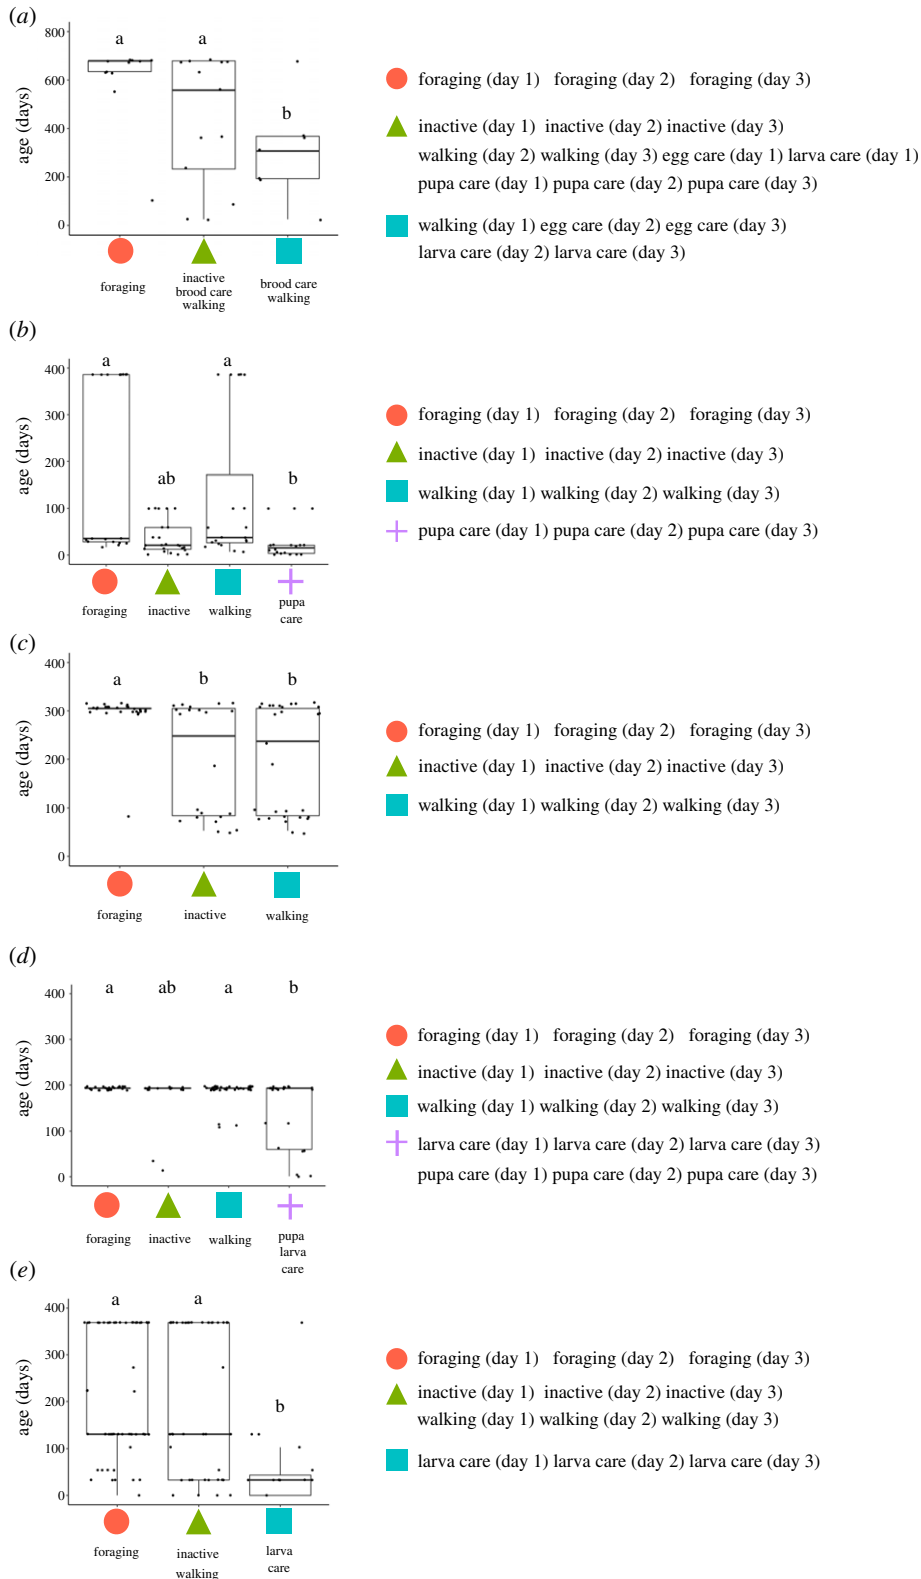 (a)
800
600
400
200
0
age (days)
a
a
b
foraging
inactive
brood care
walking
brood care
walking
foraging (day 1) foraging (day 2) foraging (day 3)
inactive (day 1) inactive (day 2) inactive (day 3)
walking (day 2) walking (day 3) egg care (day 1) larva care (day 1)
pupa care (day 1) pupa care (day 2) pupa care (day 3)
walking (day 1) egg care (day 2) egg care (day 3)
larva care (day 2) larva care (day 3)
(b)
400
300
200
100
0
age (days)
a
ab
a
b
foraging
inactive
walking
pupa
care
foraging (day 1) foraging (day 2) foraging (day 3)
inactive (day 1) inactive (day 2) inactive (day 3)
walking (day 1) walking (day 2) walking (day 3)
pupa care (day 1) pupa care (day 2) pupa care (day 3)
(c)
400
300
200
100
0
age (days)
a
b
b
foraging
inactive
walking
foraging (day 1) foraging (day 2) foraging (day 3)
inactive (day 1) inactive (day 2) inactive (day 3)
walking (day 1) walking (day 2) walking (day 3)
(d)
400
300
200
100
0
age (days)
a
ab
a
b
foraging
inactive
walking
pupa
larva
care
foraging (day 1) foraging (day 2) foraging (day 3)
inactive (day 1) inactive (day 2) inactive (day 3)
walking (day 1) walking (day 2) walking (day 3)
larva care (day 1) larva care (day 2) larva care (day 3)
pupa care (day 1) pupa care (day 2) pupa care (day 3)
(e)
400
300
200
100
0
age (days)
a
a
b
foraging
inactive
walking
larva
care
foraging (day 1) foraging (day 2) foraging (day 3)
inactive (day 1) inactive (day 2) inactive (day 3)
walking (day 1) walking (day 2) walking (day 3)
larva care (day 1) larva care (day 2) larva care (day 3)